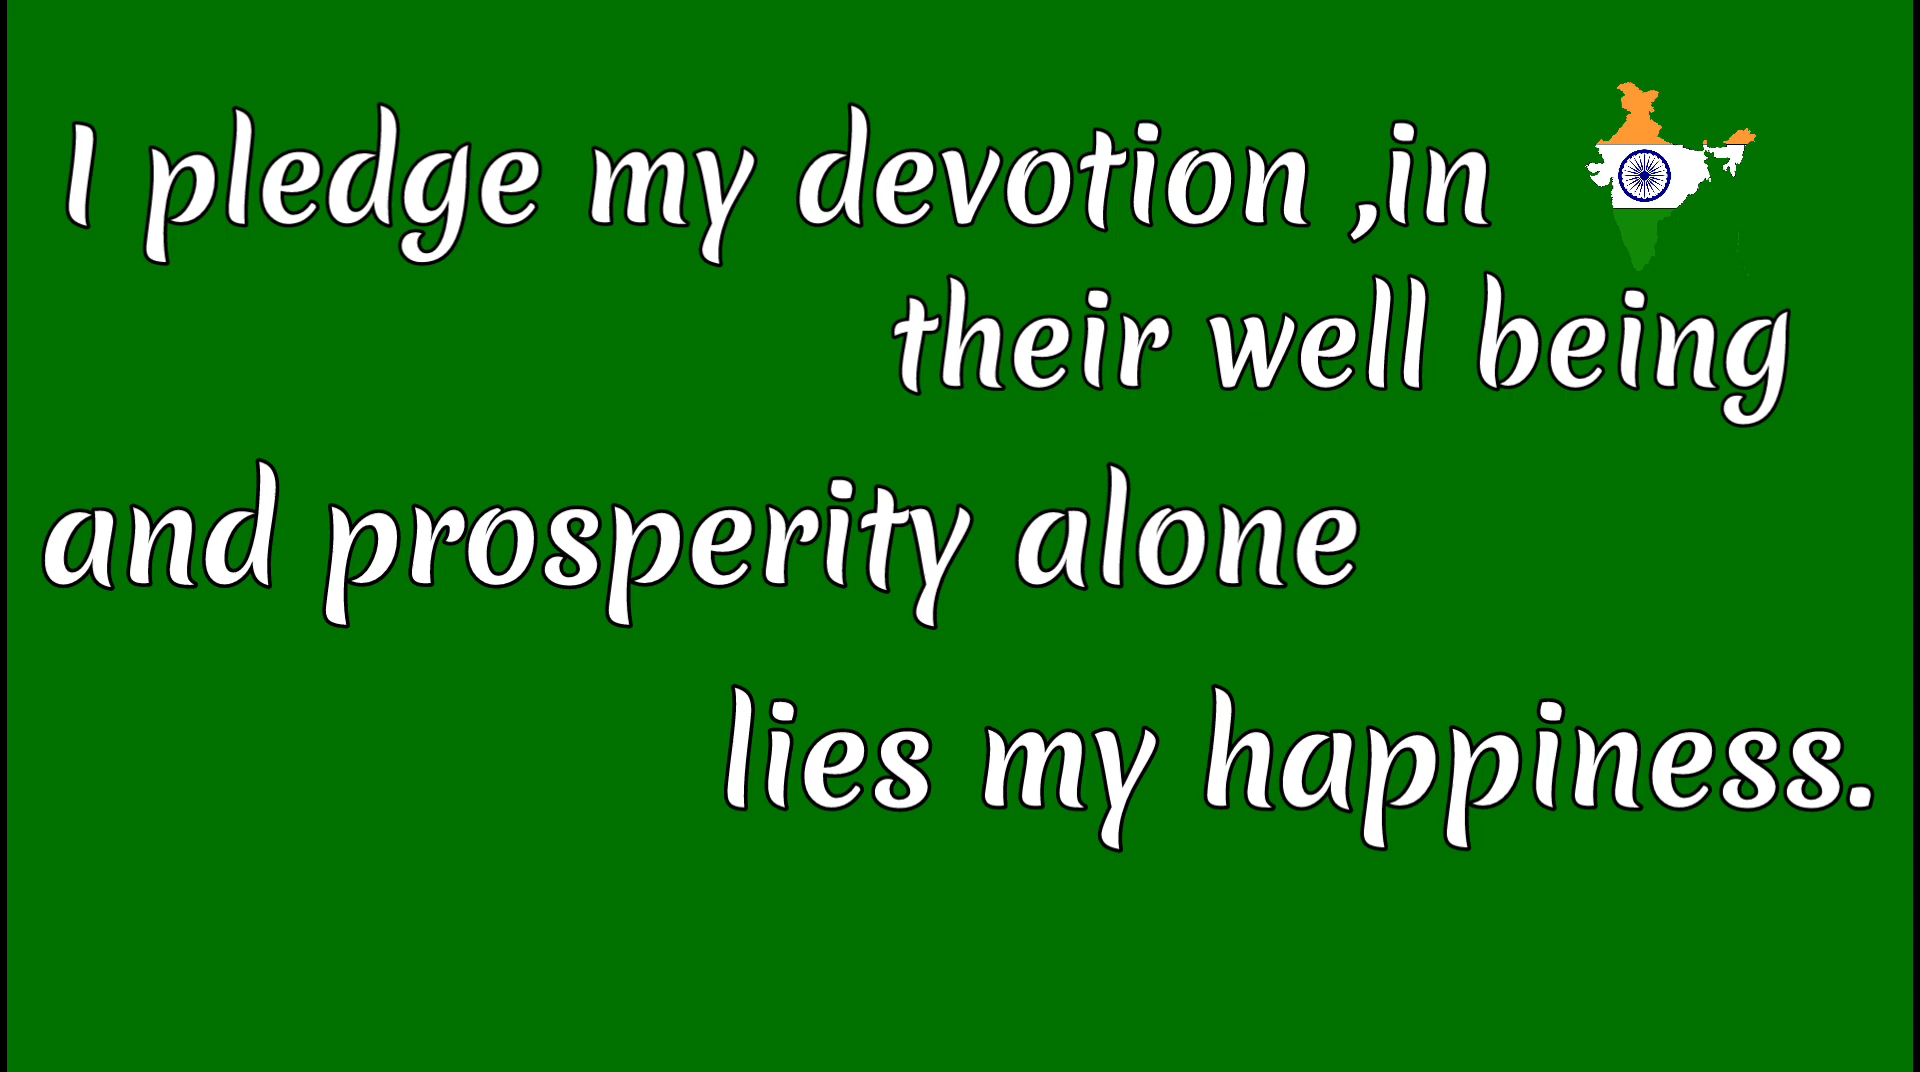 I pledge my devotion ,in
their well being
and prosperity alone
lies my happiness.